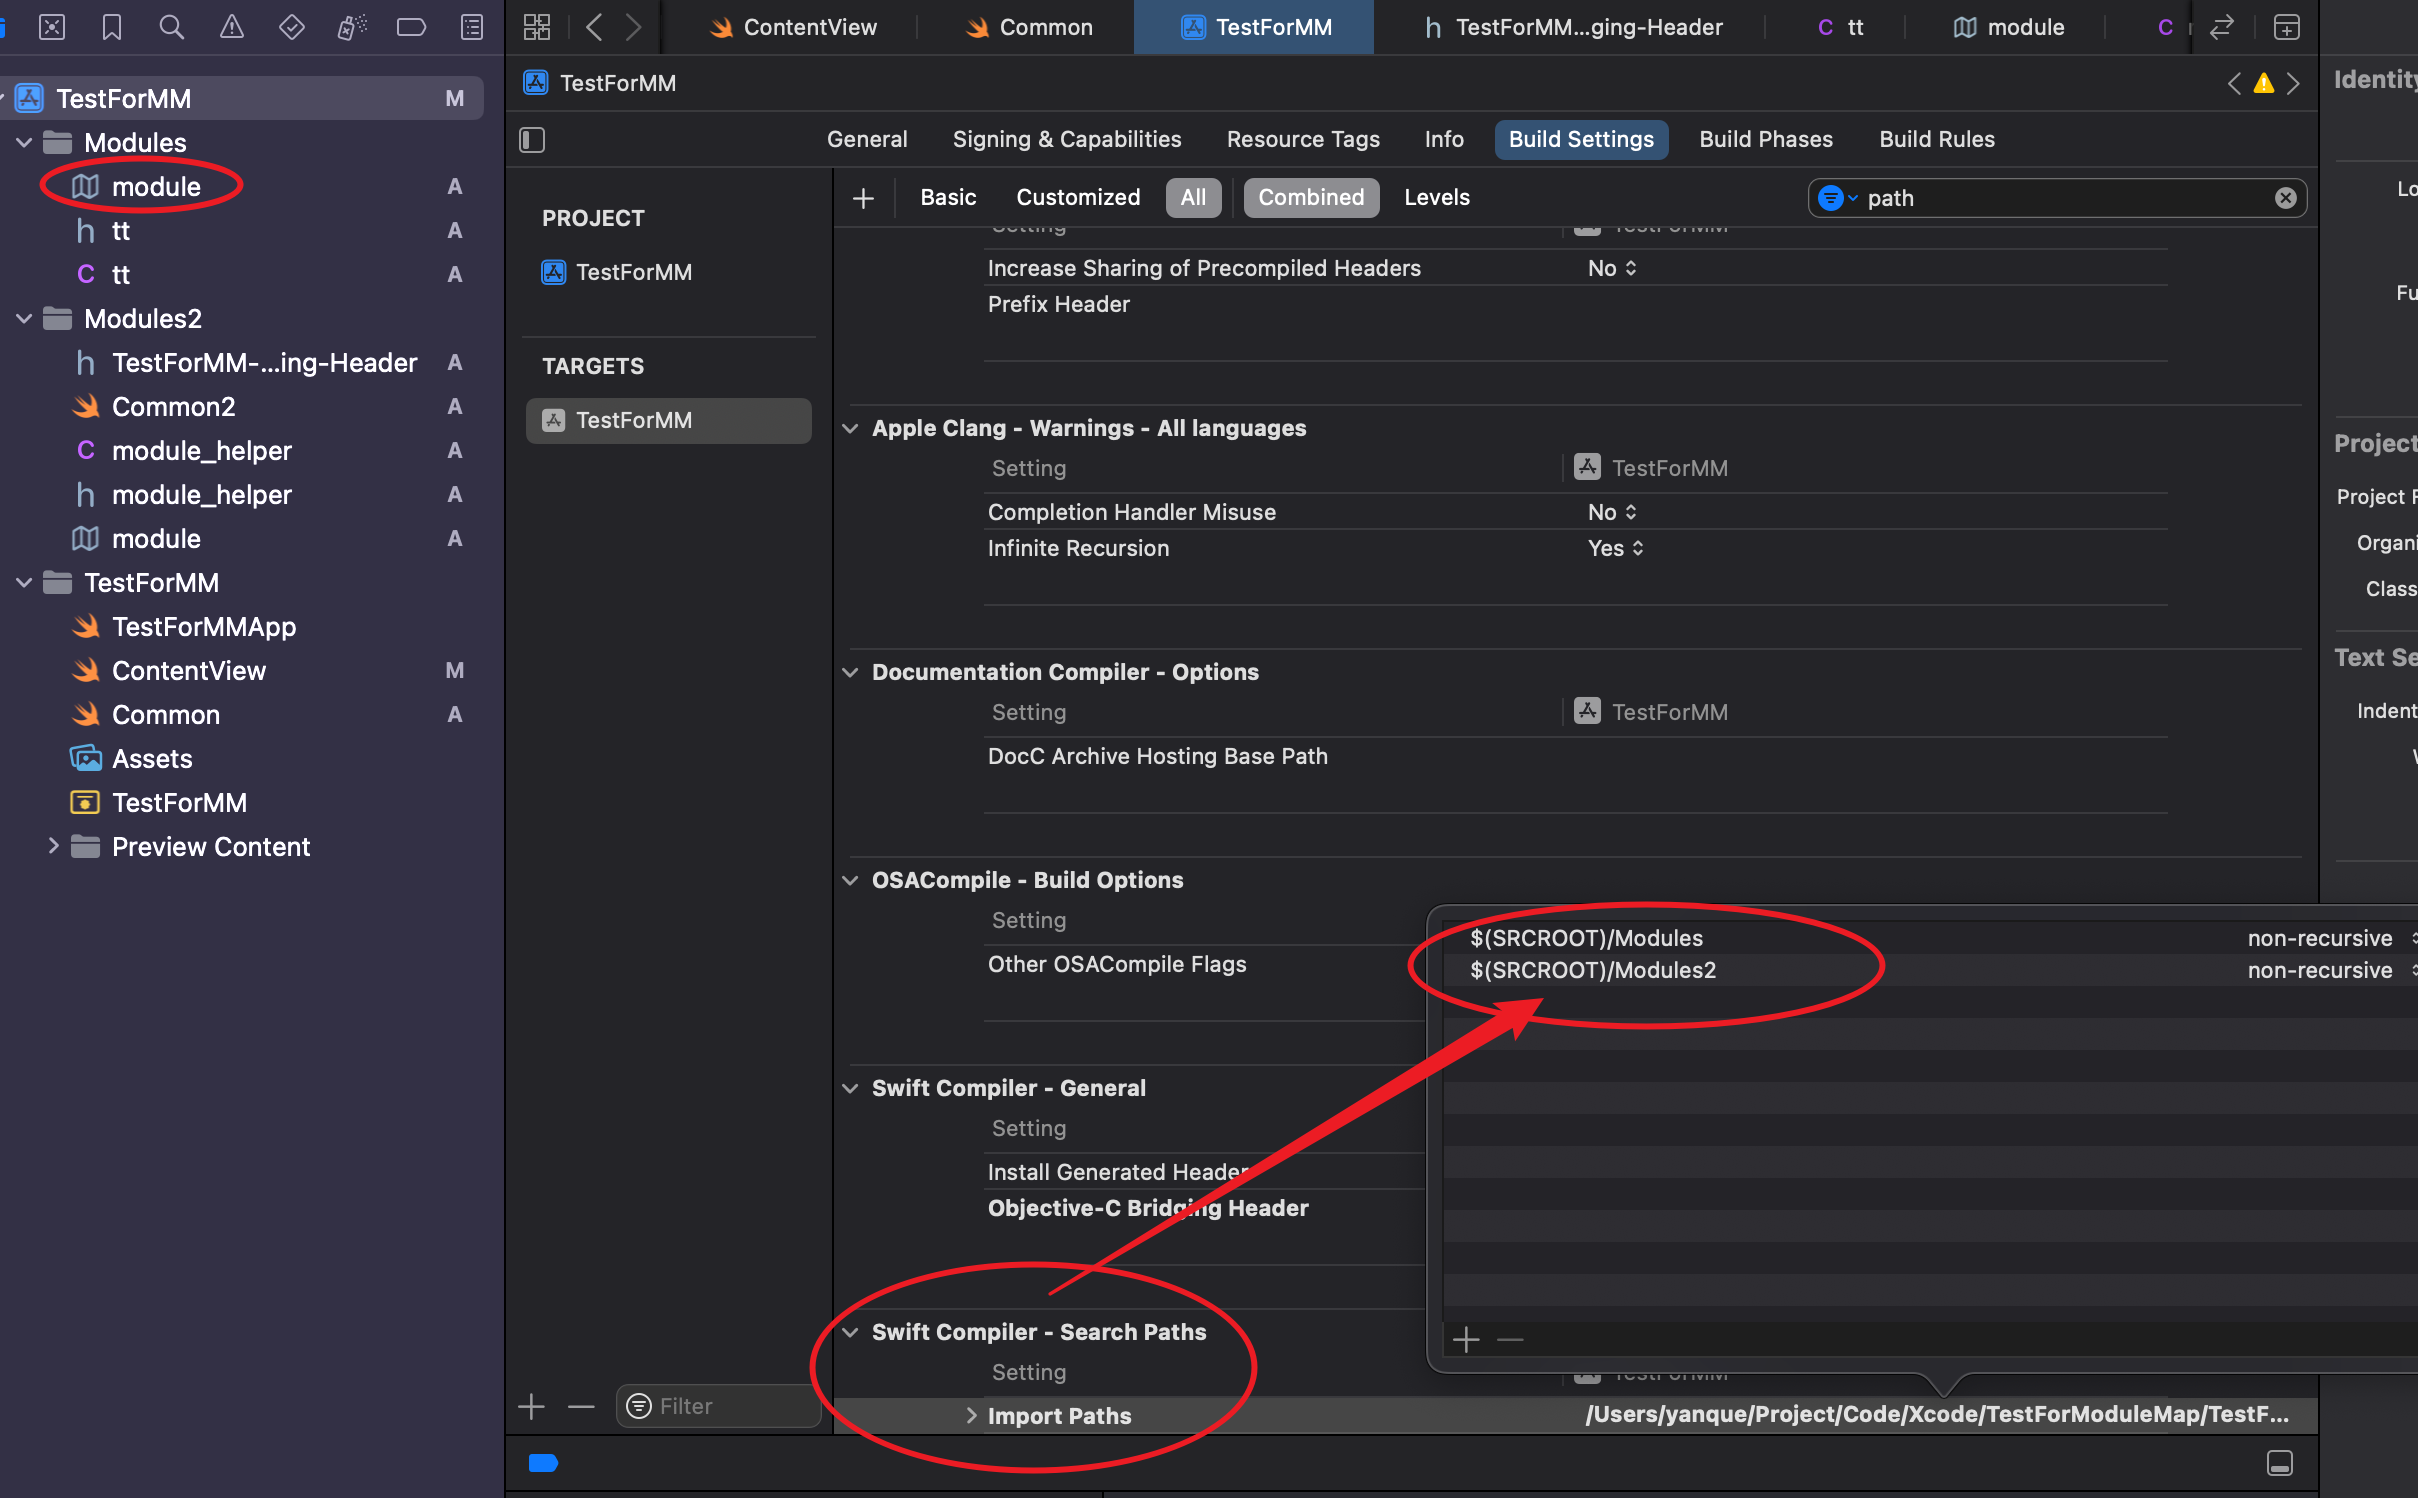 ContentView
Common
TestForMM
TestForMM...ging-Header
tt
module
TestForMM M
Modules
module A
tt A
tt A
Modules2
TestForMM-...ing-Header A
Common2 A
module_helper A
module_helper A
module A
TestForMM
TestForMMApp
ContentView M
Common A
Assets
TestForMM
Preview Content
TestForMM
General
Signing & Capabilities
Resource Tags
Info
Build Settings
Build Phases
Build Rules
PROJECT
TestForMM
TARGETS
TestForMM
Filter
Basic
Customized
All
Combined
Levels
path
Setting TestForMM
Increase Sharing of Precompiled Headers No
Prefix Header
Apple Clang - Warnings - All languages
Setting TestForMM
Completion Handler Misuse No
Infinite Recursion Yes
Documentation Compiler - Options
Setting TestForMM
DocC Archive Hosting Base Path
OSACompile - Build Options
Setting
Other OSACompile Flags
Swift Compiler - General
Setting
Install Generated Header
Objective-C Bridging Header
Swift Compiler - Search Paths
Setting TestForMM
Import Paths /Users/yanque/Project/Code/Xcode/TestForModuleMap/TestF...
$(SRCROOT)/Modules non-recursive
$(SRCROOT)/Modules2 non-recursive
Identity
Lo
Fu
Project
Project F
Organi
Class
Text Se
Indent